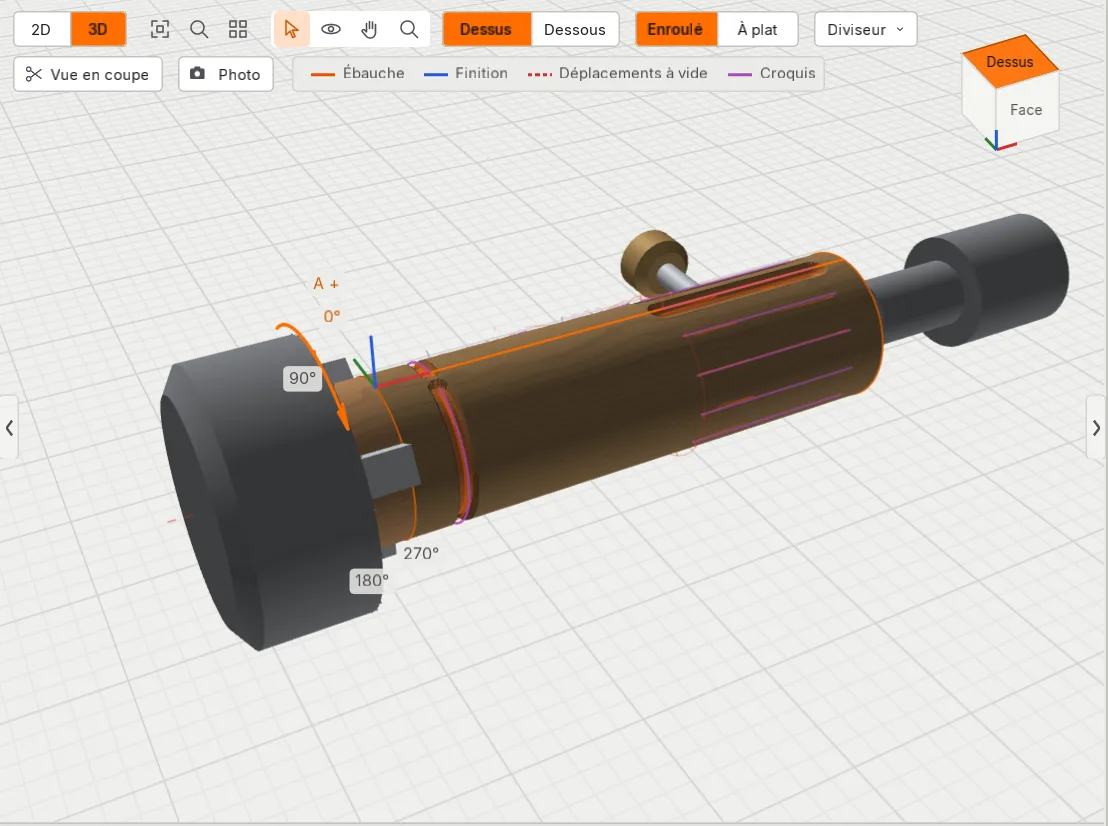 2D 3D Dessus Dessous Enroulé À plat Diviseur
Vue en coupe Photo Ébauche Finition Déplacements à vide Croquis
Dessus
Face
A +
0°
90°
270°
180°